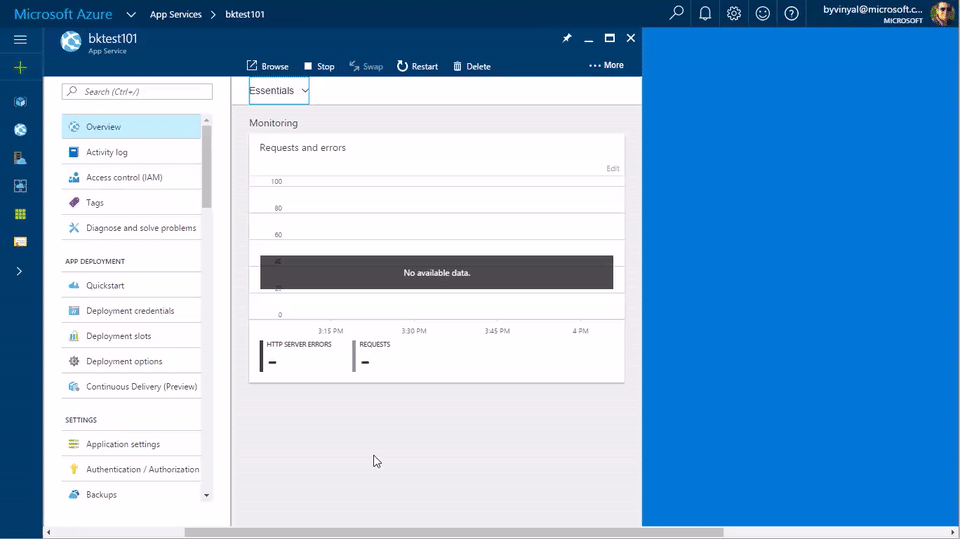 Microsoft Azure
App Services
bktest101
byvinyal@microsoft.c...
MICROSOFT
bktest101
App Service
Browse
Stop
Swap
Restart
Delete
More
Search (Ctrl+/)
Overview
Activity log
Access control (IAM)
Tags
Diagnose and solve problems
APP DEPLOYMENT
Quickstart
Deployment credentials
Deployment slots
Deployment options
Continuous Delivery (Preview)
SETTINGS
Application settings
Authentication / Authorization
Backups
Essentials
Monitoring
Requests and errors
Edit
100
80
60
40
No available data.
20
0
3:15 PM
3:30 PM
3:45 PM
4 PM
HTTP SERVER ERRORS
REQUESTS
--
--